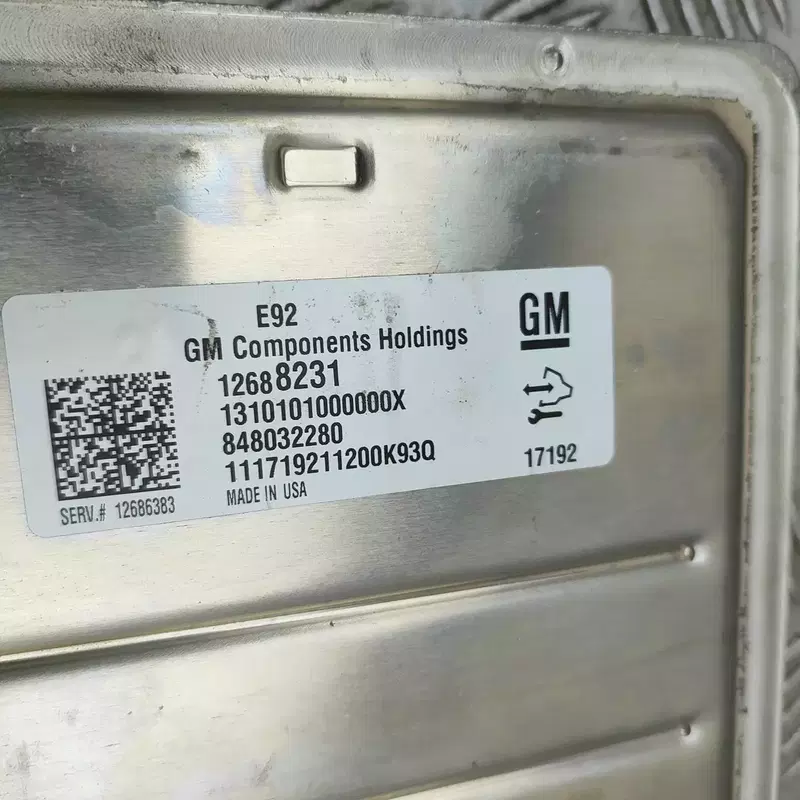 E92
GM Components Holdings
GM
12688231
1310101000000X
848032280
111719211200K93Q
17192
MADE IN USA
SERV.# 12686383